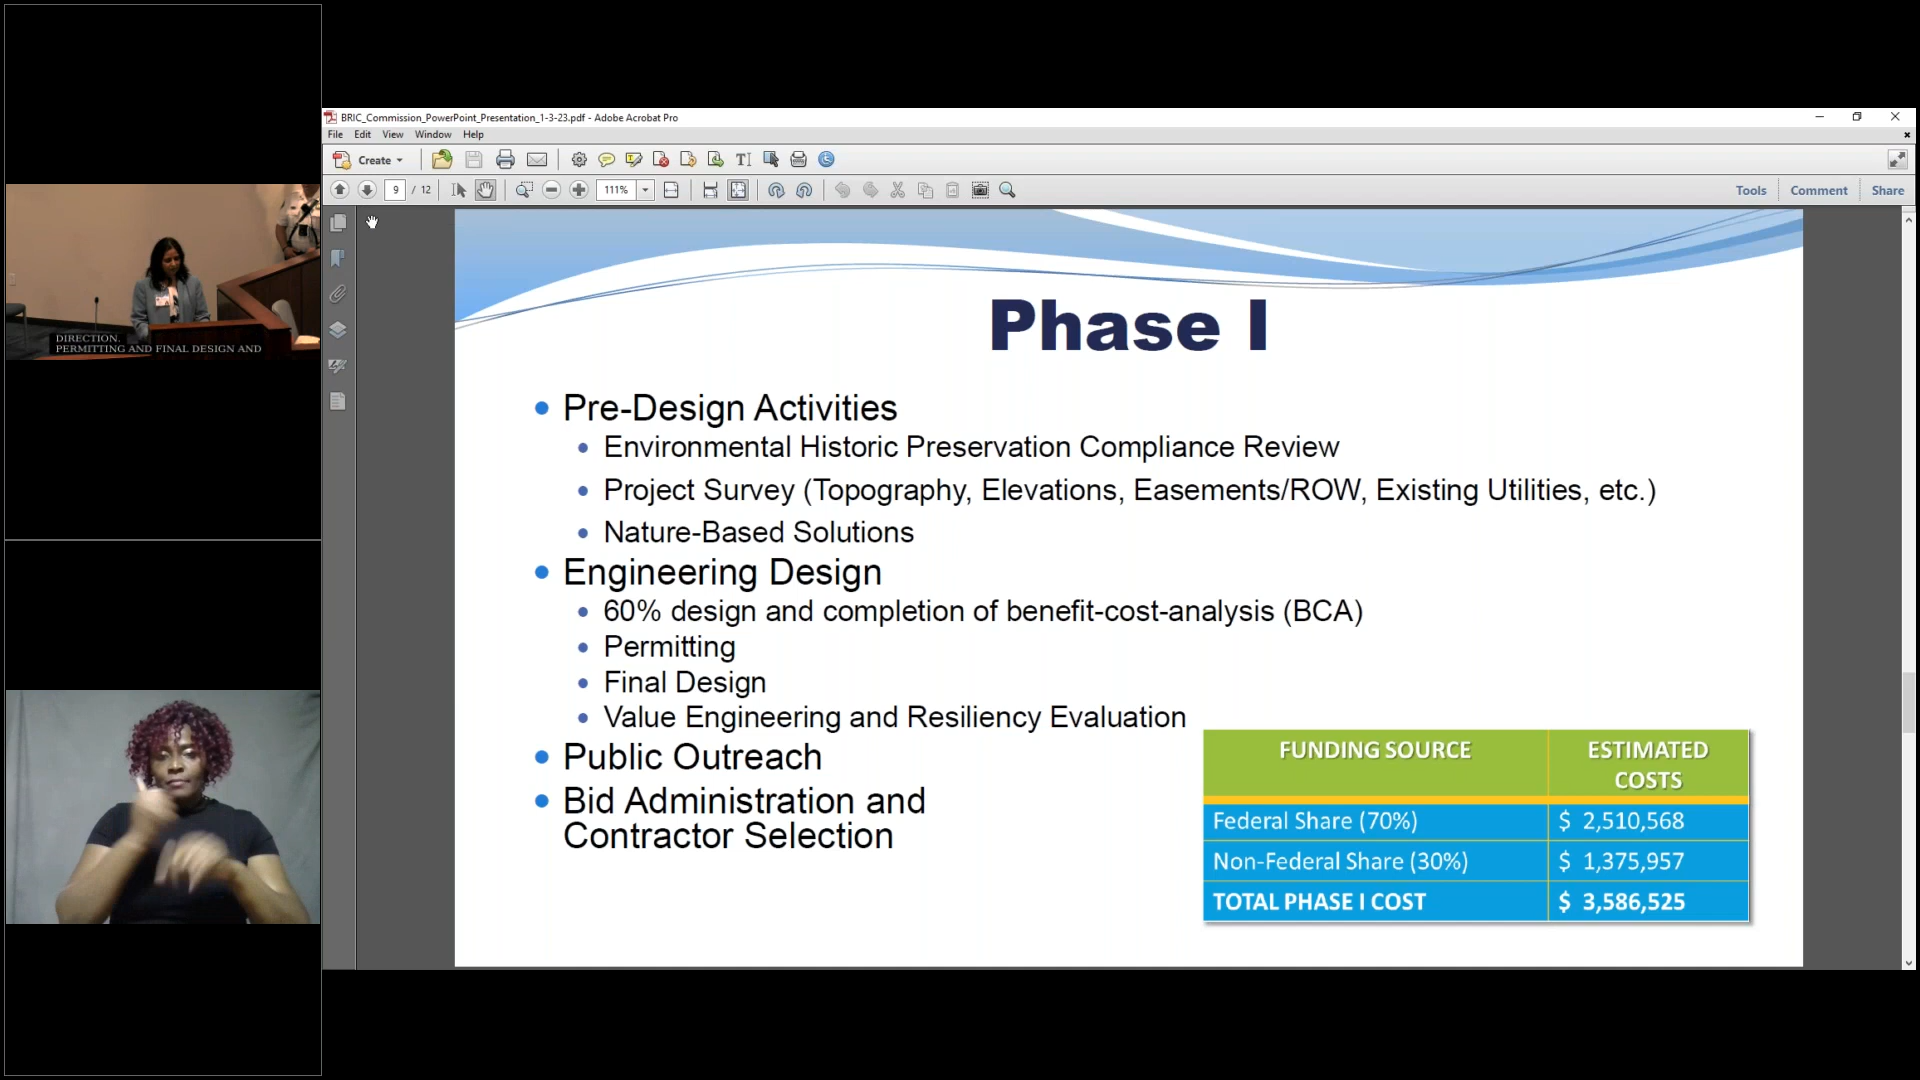 BRIC_Commission_PowerPoint_Presentation_1-3-23.pdf - Adobe Acrobat Pro
File Edit View Window Help
Create
9 / 12 111% Tools Comment Share
Phase I
Pre-Design Activities
Environmental Historic Preservation Compliance Review
Project Survey (Topography, Elevations, Easements/ROW, Existing Utilities, etc.)
Nature-Based Solutions
Engineering Design
60% design and completion of benefit-cost-analysis (BCA)
Permitting
Final Design
Value Engineering and Resiliency Evaluation
Public Outreach
Bid Administration and
Contractor Selection
FUNDING SOURCE ESTIMATED
COSTS
Federal Share (70%) $ 2,510,568
Non-Federal Share (30%) $ 1,375,957
TOTAL PHASE I COST $ 3,586,525
DIRECTION.
PERMITTING AND FINAL DESIGN AND